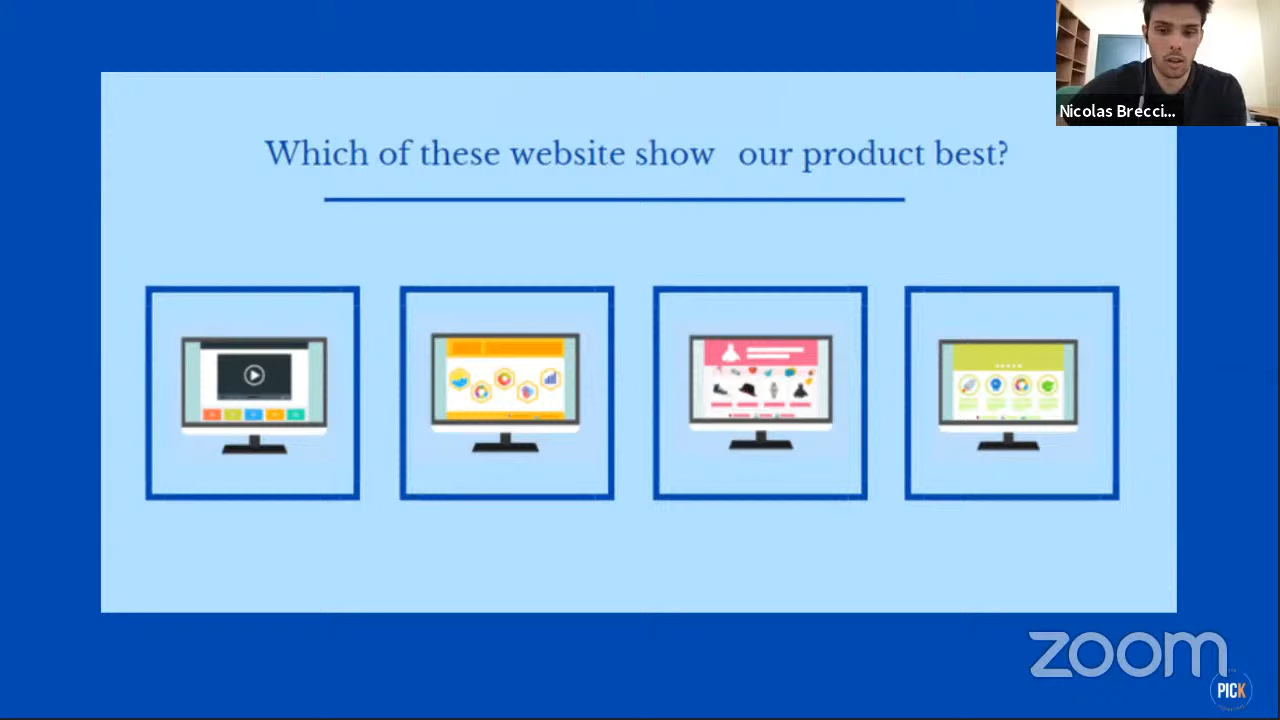 Nicolas Brecci...
Which of these website show our product best?
zoom
PICK